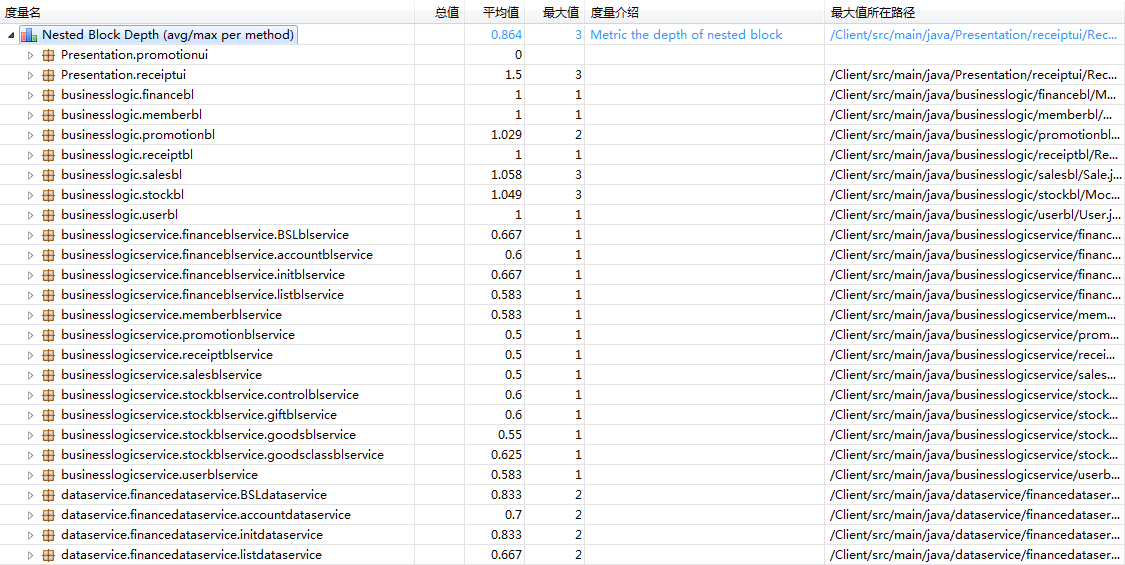 度量名 总值 平均值 最大值 度量介绍 最大值所在路径
Nested Block Depth (avg/max per method) 0.864 3 Metric the depth of nested block /Client/src/main/java/Presentation/receiptui/Rec...
Presentation.promotionui 0
Presentation.receiptui 1.5 3 /Client/src/main/java/Presentation/receiptui/Rec...
businesslogic.financebl 1 1 /Client/src/main/java/businesslogic/financebl/M...
businesslogic.memberbl 1 1 /Client/src/main/java/businesslogic/memberbl/...
businesslogic.promotionbl 1.029 2 /Client/src/main/java/businesslogic/promotionbl...
businesslogic.receiptbl 1 1 /Client/src/main/java/businesslogic/receiptbl/Re...
businesslogic.salesbl 1.058 3 /Client/src/main/java/businesslogic/salesbl/Sale.j...
businesslogic.stockbl 1.049 3 /Client/src/main/java/businesslogic/stockbl/Moc...
businesslogic.userbl 1 1 /Client/src/main/java/businesslogic/userbl/User.j...
businesslogicservice.financeblservice.BSLblservice 0.667 1 /Client/src/main/java/businesslogicservice/financ...
businesslogicservice.financeblservice.accountblservice 0.6 1 /Client/src/main/java/businesslogicservice/financ...
businesslogicservice.financeblservice.initblservice 0.667 1 /Client/src/main/java/businesslogicservice/financ...
businesslogicservice.financeblservice.listblservice 0.583 1 /Client/src/main/java/businesslogicservice/financ...
businesslogicservice.memberblservice 0.583 1 /Client/src/main/java/businesslogicservice/mem...
businesslogicservice.promotionblservice 0.5 1 /Client/src/main/java/businesslogicservice/prom...
businesslogicservice.receiptblservice 0.5 1 /Client/src/main/java/businesslogicservice/recei...
businesslogicservice.salesblservice 0.5 1 /Client/src/main/java/businesslogicservice/sales...
businesslogicservice.stockblservice.controlblservice 0.6 1 /Client/src/main/java/businesslogicservice/stock...
businesslogicservice.stockblservice.giftblservice 0.6 1 /Client/src/main/java/businesslogicservice/stock...
businesslogicservice.stockblservice.goodsblservice 0.55 1 /Client/src/main/java/businesslogicservice/stock...
businesslogicservice.stockblservice.goodsclassblservice 0.625 1 /Client/src/main/java/businesslogicservice/stock...
businesslogicservice.userblservice 0.583 1 /Client/src/main/java/businesslogicservice/userb...
dataservice.financedataservice.BSLdataservice 0.833 2 /Client/src/main/java/dataservice/financedataser...
dataservice.financedataservice.accountdataservice 0.7 2 /Client/src/main/java/dataservice/financedataser...
dataservice.financedataservice.initdataservice 0.833 2 /Client/src/main/java/dataservice/financedataser...
dataservice.financedataservice.listdataservice 0.667 2 /Client/src/main/java/dataservice/financedataser...